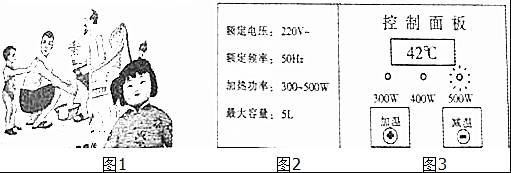 额定电压：220V~
额定频率：50Hz
加热功率：300~500W
最大容量：5L
控制面板
42℃
300W 400W 500W
加温 减温
图1 图2 图3